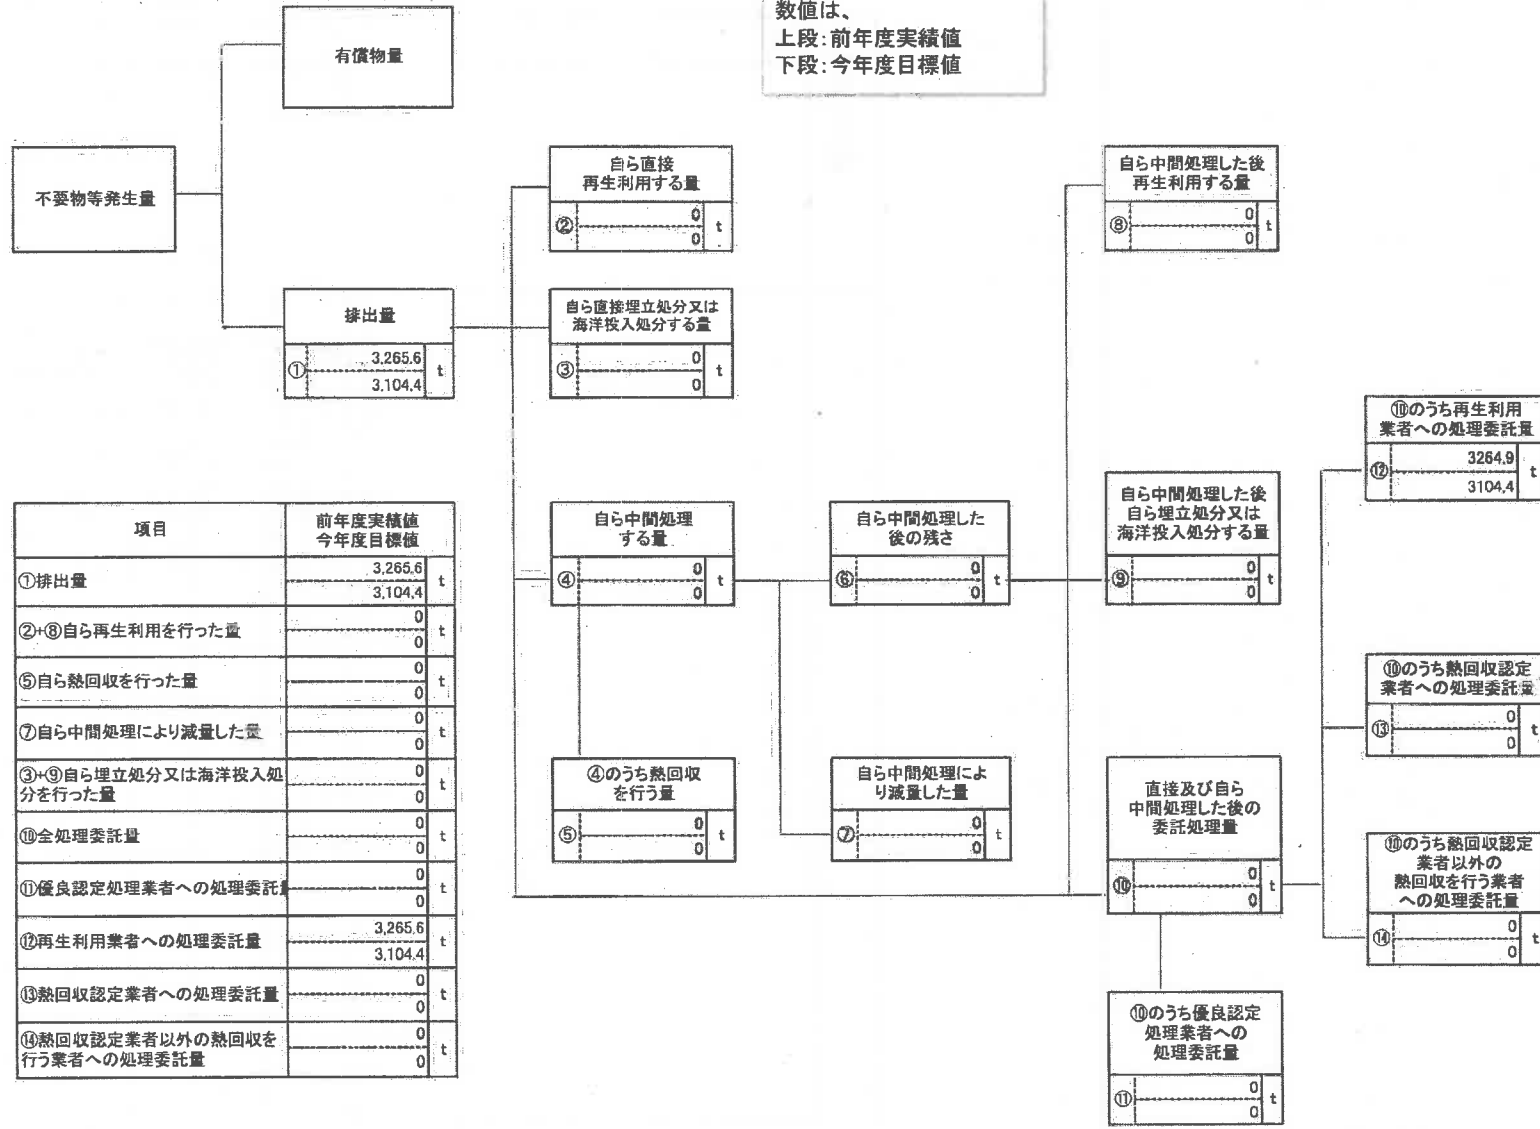 数値は、
上段:前年度実績値
下段:今年度目標値
有償物量
不要物等発生量
排出量
① 3,265.6 t
3,104.4
自ら直接
再生利用する量
② 0 t
0
自ら直接埋立処分又は
海洋投入処分する量
③ 0 t
0
自ら中間処理した後
再生利用する量
⑧ 0 t
0
自ら中間処理
する量
④ 0 t
0
自ら中間処理した
後の残さ
⑥ 0 t
0
自ら中間処理した後
自ら埋立処分又は
海洋投入処分する量
⑨ 0 t
0
④のうち熱回収
を行う量
⑤ 0 t
0
自ら中間処理によ
り減量した量
⑦ 0 t
0
直接及び自ら
中間処理した後の
委託処理量
⑩ 0 t
0
⑩のうち優良認定
処理業者への
処理委託量
⑪ 0 t
0
⑩のうち再生利用
業者への処理委託量
⑫ 3264.9 t
3104.4
⑩のうち熱回収認定
業者への処理委託量
⑬ 0 t
0
⑩のうち熱回収認定
業者以外の
熱回収を行う業者
への処理委託量
⑭ 0 t
0
項目 前年度実績値
今年度目標値
①排出量 3,265.6 t
3,104.4
②+⑧自ら再生利用を行った量 0 t
0
⑤自ら熱回収を行った量 0 t
0
⑦自ら中間処理により減量した量 0 t
0
③+⑨自ら埋立処分又は海洋投入処 0 t
分を行った量 0
⑩全処理委託量 0 t
0
⑪優良認定処理業者への処理委託量 0 t
0
⑫再生利用業者への処理委託量 3,265.6 t
3,104.4
⑬熱回収認定業者への処理委託量 0 t
0
⑭熱回収認定業者以外の熱回収を 0 t
行う業者への処理委託量 0